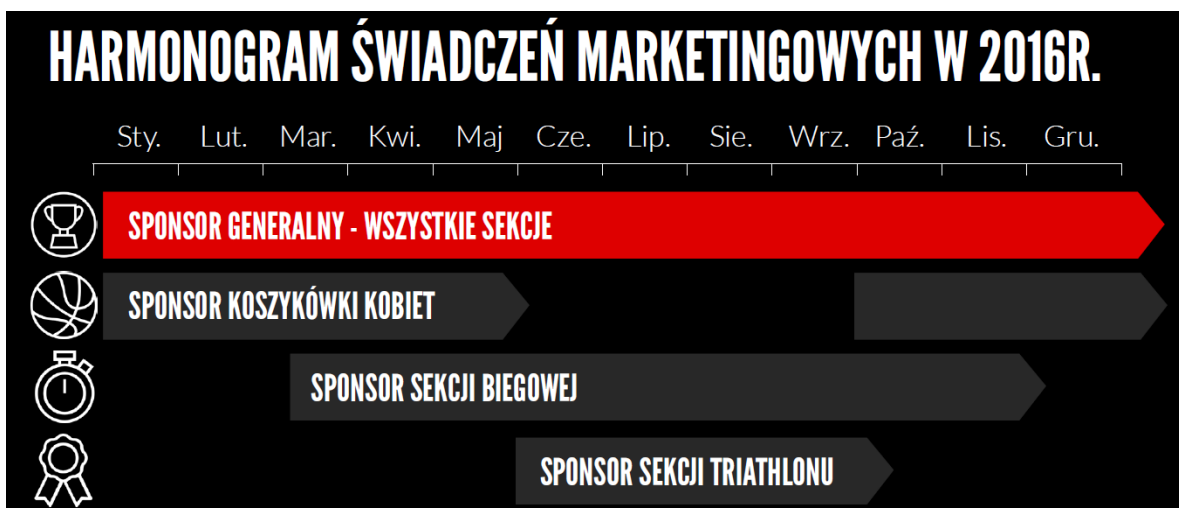 HARMONOGRAM ŚWIADCZEŃ MARKETINGOWYCH W 2016R.
Sty. Lut. Mar. Kwi. Maj Cze. Lip. Sie. Wrz. Paź. Lis. Gru.
SPONSOR GENERALNY - WSZYSTKIE SEKCJE
SPONSOR KOSZYKÓWKI KOBIET
SPONSOR SEKCJI BIEGOWEJ
SPONSOR SEKCJI TRIATHLONU